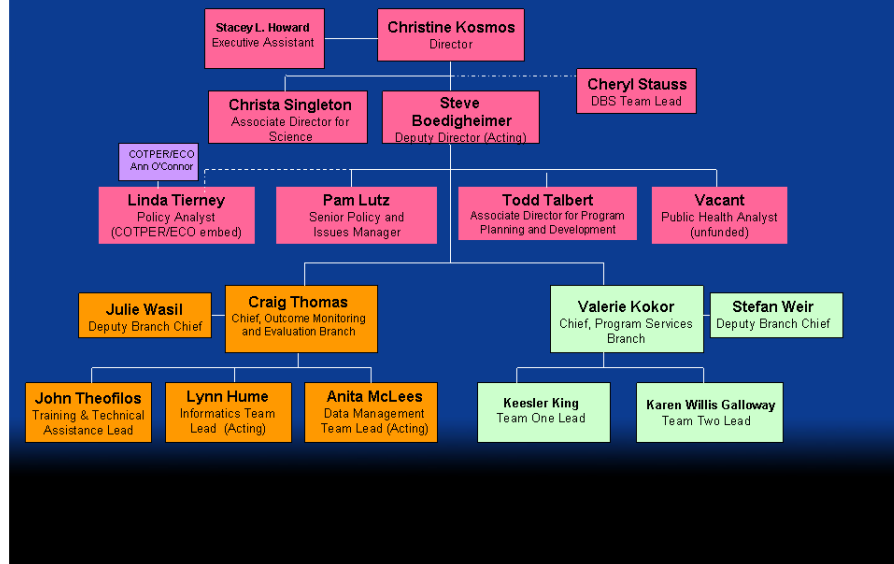 Stacey L. Howard
Executive Assistant
Christine Kosmos
Director
Cheryl Stauss
DBS Team Lead
Christa Singleton
Associate Director for
Science
Steve
Boedigheimer
Deputy Director (Acting)
COTPER/ECO
Ann O'Connor
Linda Tierney
Policy Analyst
(COTPER/ECO embed)
Pam Lutz
Senior Policy and
Issues Manager
Todd Talbert
Associate Director for Program
Planning and Development
Vacant
Public Health Analyst
(unfunded)
Julie Wasil
Deputy Branch Chief
Craig Thomas
Chief, Outcome Monitoring
and Evaluation Branch
Valerie Kokor
Chief, Program Services
Branch
Stefan Weir
Deputy Branch Chief
John Theofilos
Training & Technical
Assistance Lead
Lynn Hume
Informatics Team
Lead (Acting)
Anita McLees
Data Management
Team Lead (Acting)
Keesler King
Team One Lead
Karen Willis Galloway
Team Two Lead